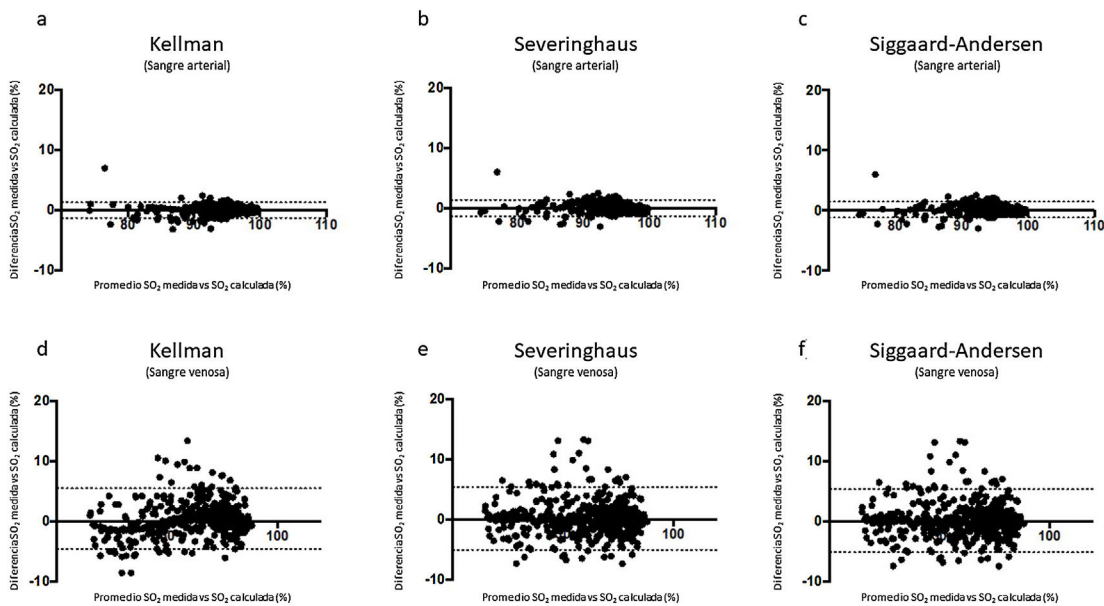 a
Kellman
(Sangre arterial)
Diferencia SO₂ medida vs SO₂ calculada (%)
20
10
0
-10
80
90
100
110
Promedio SO₂ medida vs SO₂ calculada (%)
b
Severinghaus
(Sangre arterial)
Diferencia SO₂ medida vs SO₂ calculada (%)
20
10
0
-10
80
90
100
110
Promedio SO₂ medida vs SO₂ calculada (%)
c
Siggaard-Andersen
(Sangre arterial)
Diferencia SO₂ medida vs SO₂ calculada (%)
20
10
0
-10
80
90
100
110
Promedio SO₂ medida vs SO₂ calculada (%)
d
Kellman
(Sangre venosa)
Diferencia SO₂ medida vs SO₂ calculada (%)
20
10
0
-10
100
Promedio SO₂ medida vs SO₂ calculada (%)
e
Severinghaus
(Sangre venosa)
Diferencia SO₂ medida vs SO₂ calculada (%)
20
10
0
-10
100
Promedio SO₂ medida vs SO₂ calculada (%)
f
Siggaard-Andersen
(Sangre venosa)
Diferencia SO₂ medida vs SO₂ calculada (%)
20
10
0
-10
100
Promedio SO₂ medida vs SO₂ calculada (%)